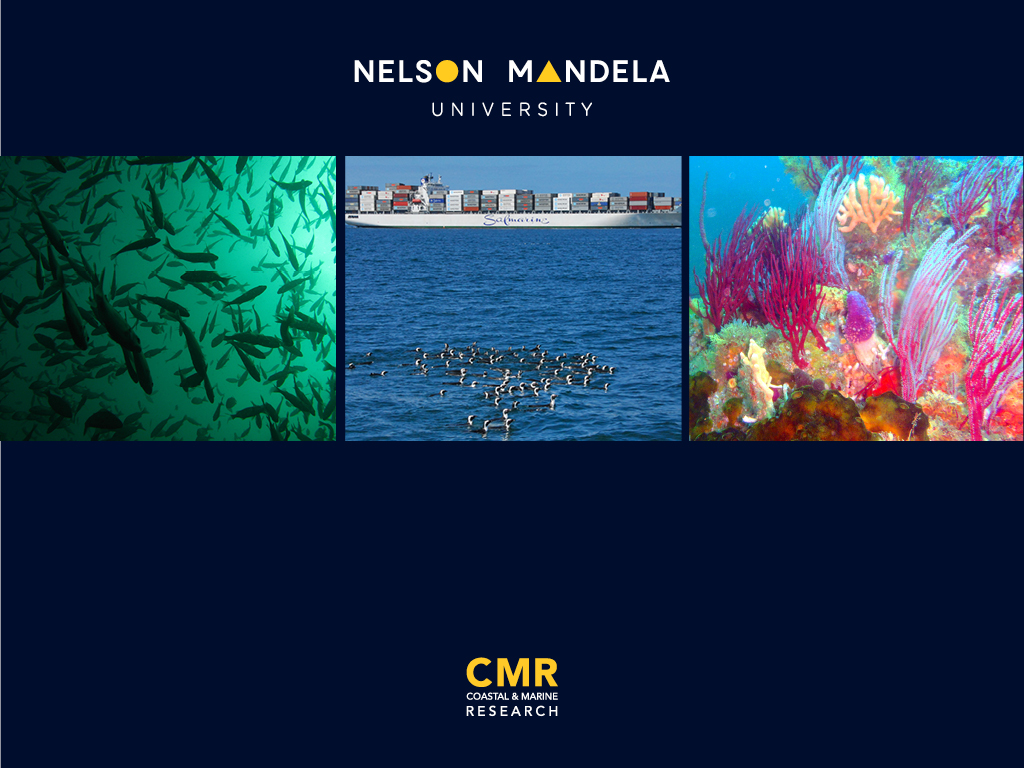 NELSON MANDELA
UNIVERSITY
Safmarine
CMR
COASTAL & MARINE
RESEARCH